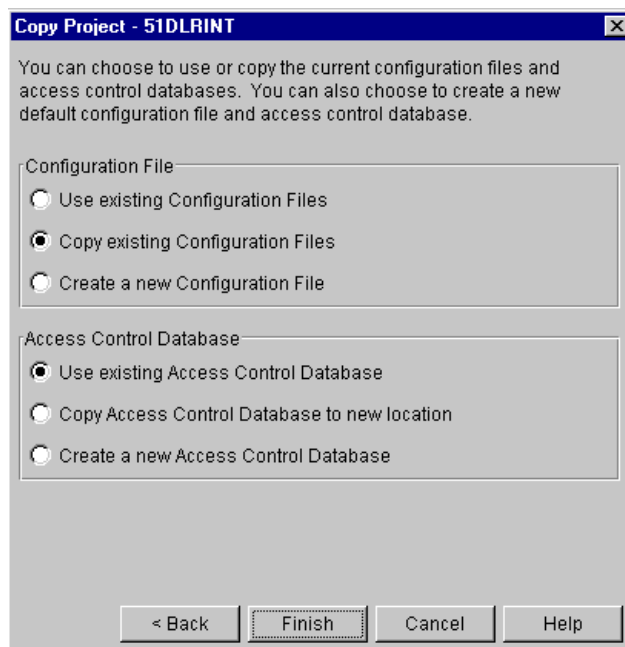 Copy Project - 51DLRINT
You can choose to use or copy the current configuration files and
access control databases. You can also choose to create a new
default configuration file and access control database.
Configuration File
Use existing Configuration Files
Copy existing Configuration Files
Create a new Configuration File
Access Control Database
Use existing Access Control Database
Copy Access Control Database to new location
Create a new Access Control Database
< Back Finish Cancel Help